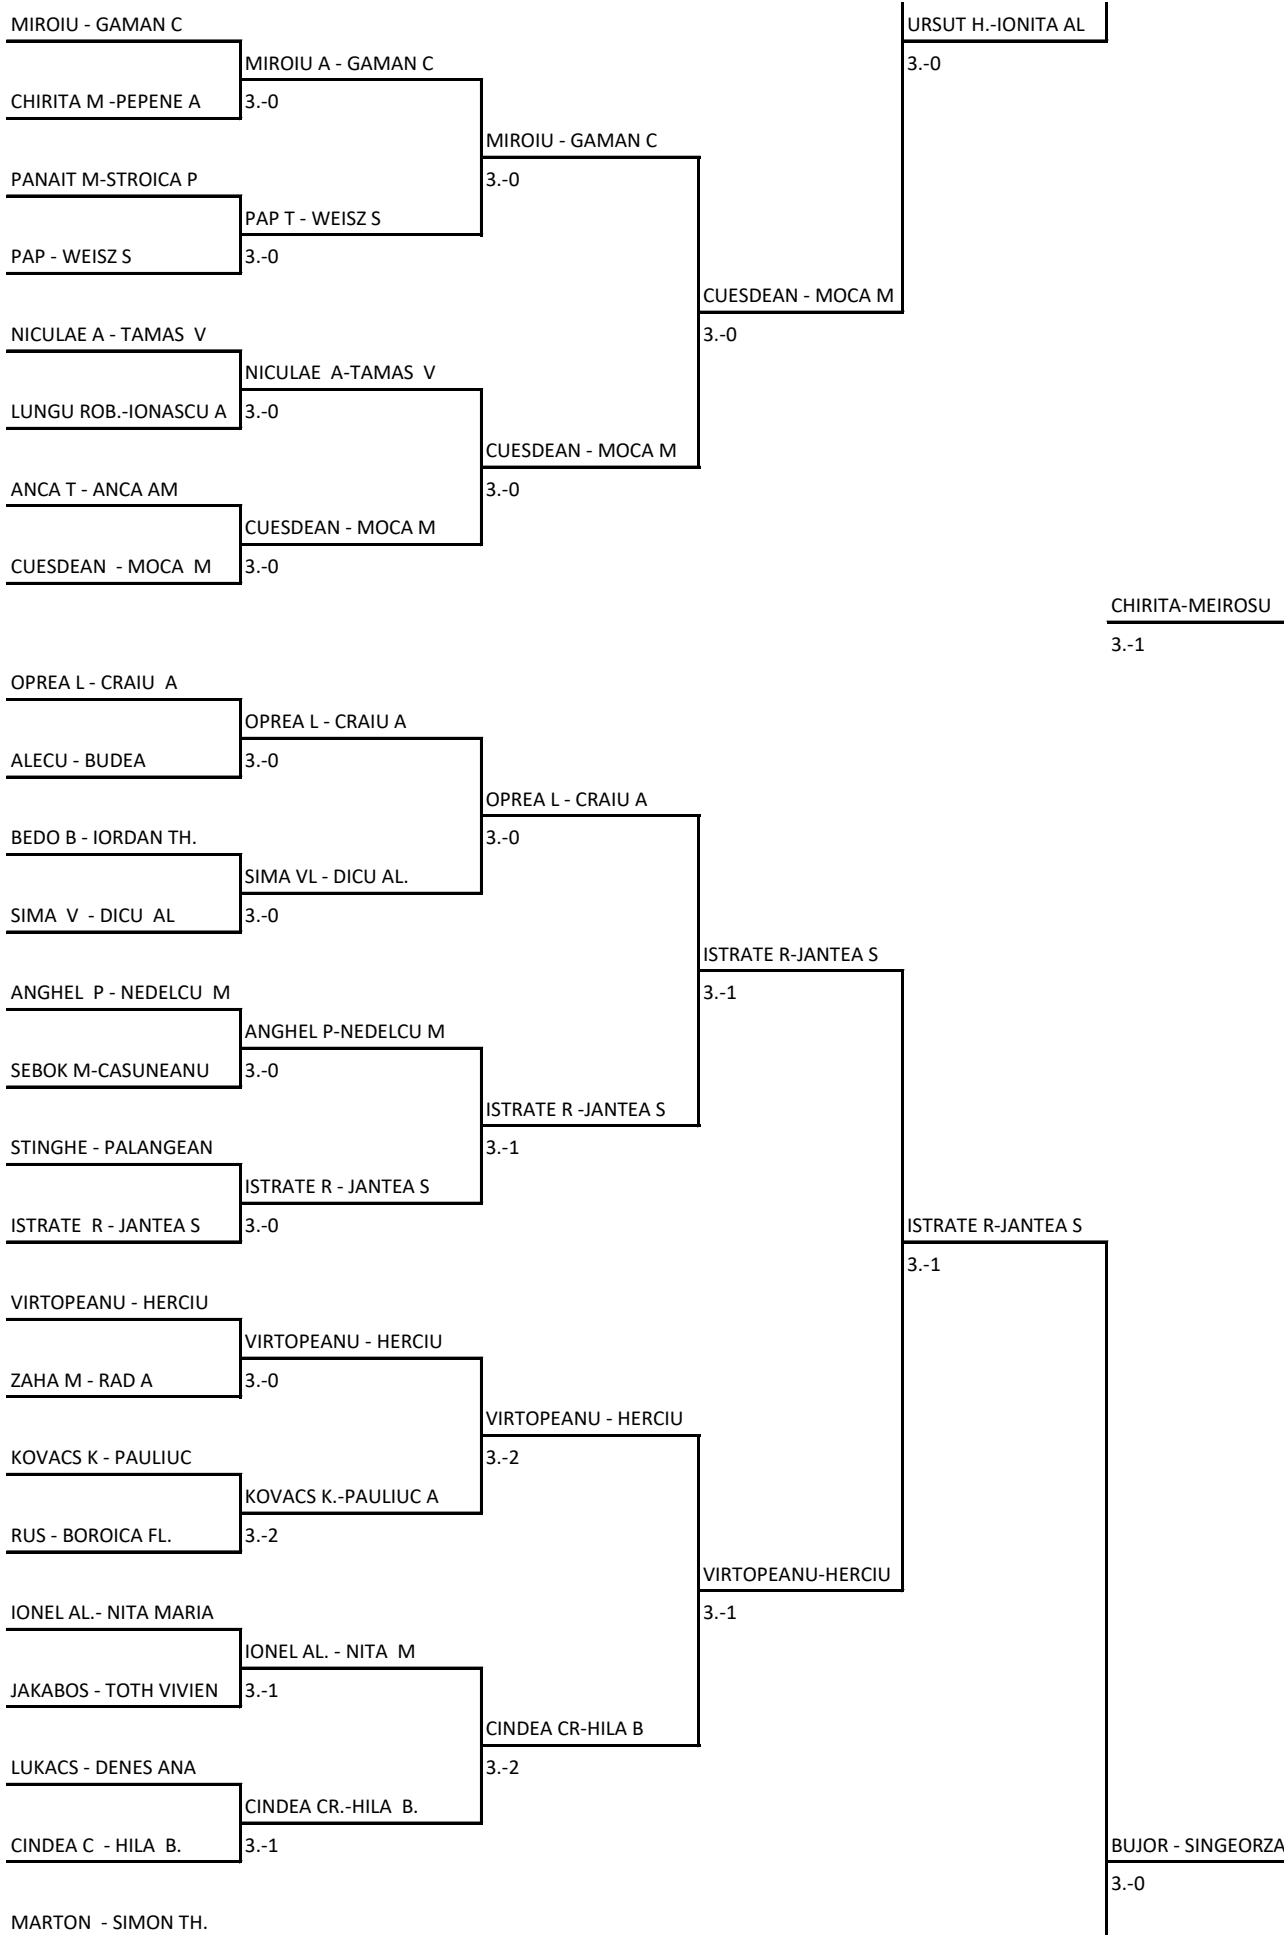 MIROIU - GAMAN C
URSUT H.-IONITA AL
MIROIU A - GAMAN C
3.-0
CHIRITA M -PEPENE A
3.-0
MIROIU - GAMAN C
PANAIT M-STROICA P
3.-0
PAP T - WEISZ S
PAP - WEISZ S
3.-0
CUESDEAN - MOCA M
NICULAE A - TAMAS  V
3.-0
NICULAE  A-TAMAS  V
LUNGU ROB.-IONASCU A
3.-0
CUESDEAN - MOCA M
ANCA T - ANCA AM
3.-0
CUESDEAN - MOCA M
CUESDEAN  - MOCA  M
3.-0
CHIRITA-MEIROSU
3.-1
OPREA L - CRAIU  A
OPREA L - CRAIU A
ALECU - BUDEA
3.-0
OPREA L - CRAIU A
BEDO B - IORDAN TH.
3.-0
SIMA VL - DICU AL.
SIMA  V  - DICU  AL
3.-0
ISTRATE R-JANTEA S
ANGHEL  P - NEDELCU  M
3.-1
ANGHEL P-NEDELCU M
SEBOK M-CASUNEANU
3.-0
ISTRATE R -JANTEA S
STINGHE - PALANGEAN
3.-1
ISTRATE R - JANTEA S
ISTRATE  R - JANTEA S
3.-0
ISTRATE R-JANTEA S
3.-1
VIRTOPEANU - HERCIU
VIRTOPEANU - HERCIU
ZAHA M - RAD A
3.-0
VIRTOPEANU - HERCIU
KOVACS K - PAULIUC
3.-2
KOVACS K.-PAULIUC A
RUS - BOROICA FL.
3.-2
VIRTOPEANU-HERCIU
IONEL AL.- NITA MARIA
3.-1
IONEL AL. - NITA  M
JAKABOS - TOTH VIVIEN
3.-1
CINDEA CR-HILA B
LUKACS - DENES ANA
3.-2
CINDEA CR.-HILA  B.
CINDEA C  - HILA  B.
3.-1
BUJOR - SINGEORZA
3.-0
MARTON  - SIMON TH.